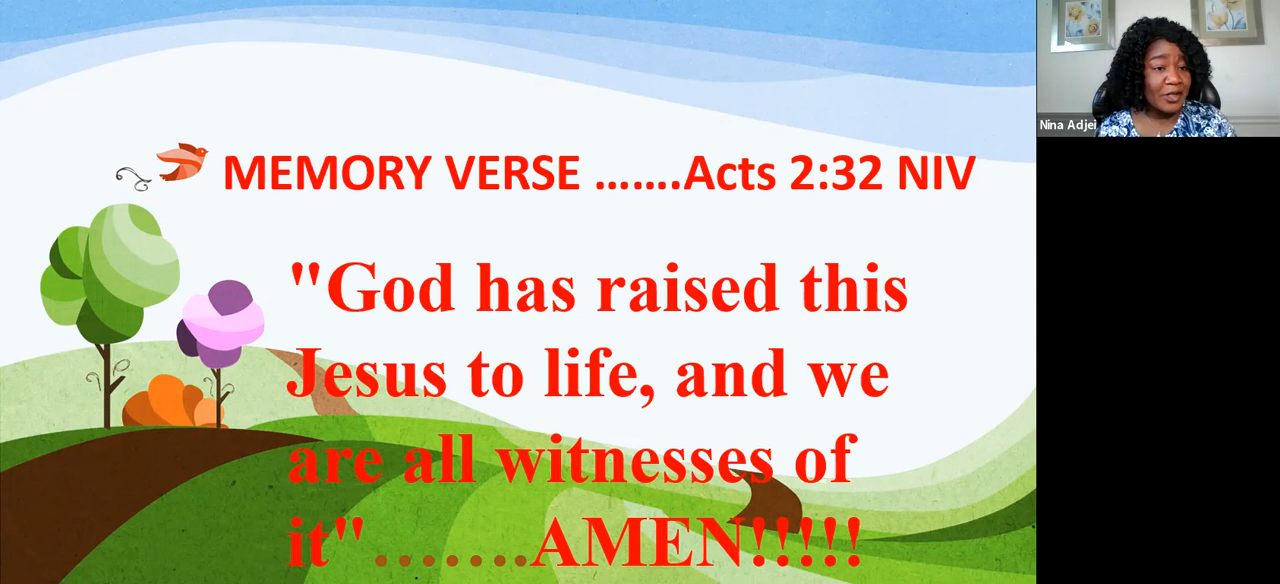 MEMORY VERSE …….Acts 2:32 NIV
"God has raised this
Jesus to life, and we
are all witnesses of
it".......AMEN!!!!!
Nina Adjei